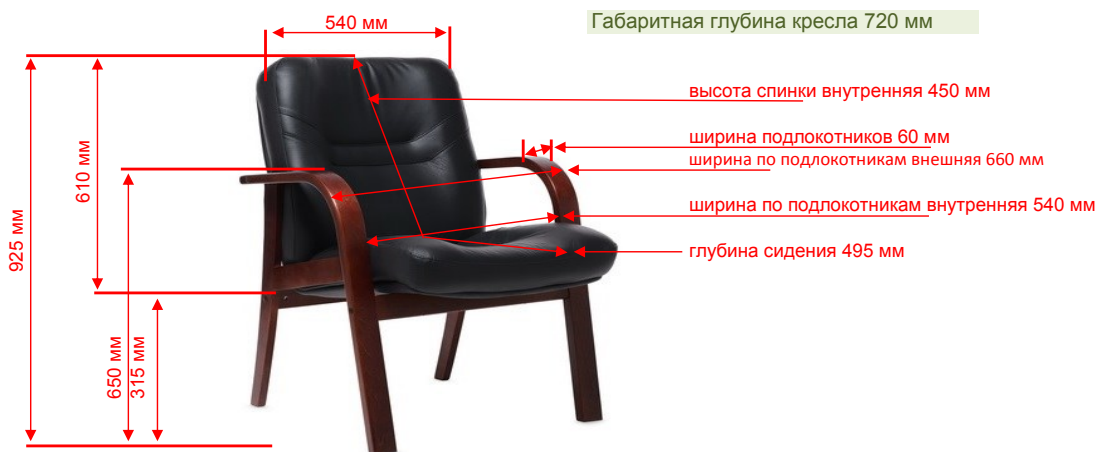 540 мм
Габаритная глубина кресла 720 мм
высота спинки внутренняя 450 мм
ширина подлокотников 60 мм
ширина по подлокотникам внешняя 660 мм
610 мм
ширина по подлокотникам внутренняя 540 мм
925 мм
глубина сидения 495 мм
650 мм
315 мм